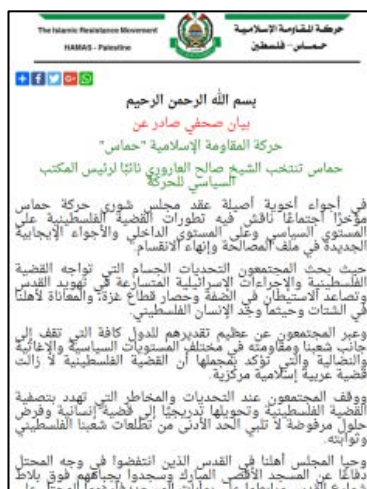 The Islamic Resistance Movement
HAMAS - Palestine
حركة المقاومة الإسلامية
حماس - فلسطين
بسم الله الرحمن الرحيم
بيان صحفي صادر عن
حركة المقاومة الإسلامية "حماس"
حماس تنتخب الشيخ صالح العاروري نائبًا لرئيس المكتب
السياسي للحركة
في أجواء أخوية أصيلة عقد مجلس شورى حركة حماس
مؤخرًا اجتماعًا ناقش فيه تطورات القضية الفلسطينية على
المستوى السياسي وعلى المستوى الداخلي والأجواء الإيجابية
الجديدة في ملف المصالحة وإنهاء الانقسام.
حيث بحث المجتمعون التحديات الجسام التي تواجه القضية
الفلسطينية والإجراءات الإسرائيلية المتسارعة في تهويد القدس
وتصاعد الاستيطان في الضفة وحصار قطاع غزة، والمعاناة لأهلنا
في الشتات وحيثما وجد الإنسان الفلسطيني.
وعبر المجتمعون عن عظيم تقديرهم للدول كافة التي تقف إلى
جانب شعبنا ومقاومته في مختلف المستويات السياسية والإغاثية
والنضالية والتي تؤكد بمجملها أن القضية الفلسطينية لا زالت
قضية عربية إسلامية مركزية.
ووقف المجتمعون عند التحديات والمخاطر التي تهدد بتصفية
القضية الفلسطينية وتحويلها تدريجيًا إلى قضية إنسانية وفرض
حلول مرفوضة لا تلبي الحد الأدنى من تطلعات شعبنا الفلسطيني
وثوابته.
وحيا المجلس أهلنا في القدس الذين انتفضوا في وجه المحتل
دفاعًا عن المسجد الأقصى المبارك وسجدوا بجباههم فوق بلاط